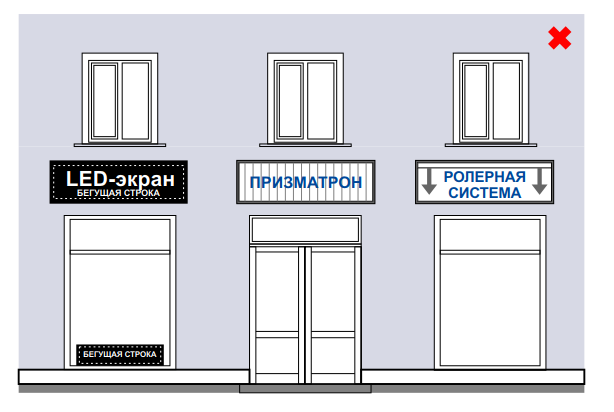 LED-экран
БЕГУЩАЯ СТРОКА
ПРИЗМАТРОН
РОЛЕРНАЯ
СИСТЕМА
БЕГУЩАЯ СТРОКА